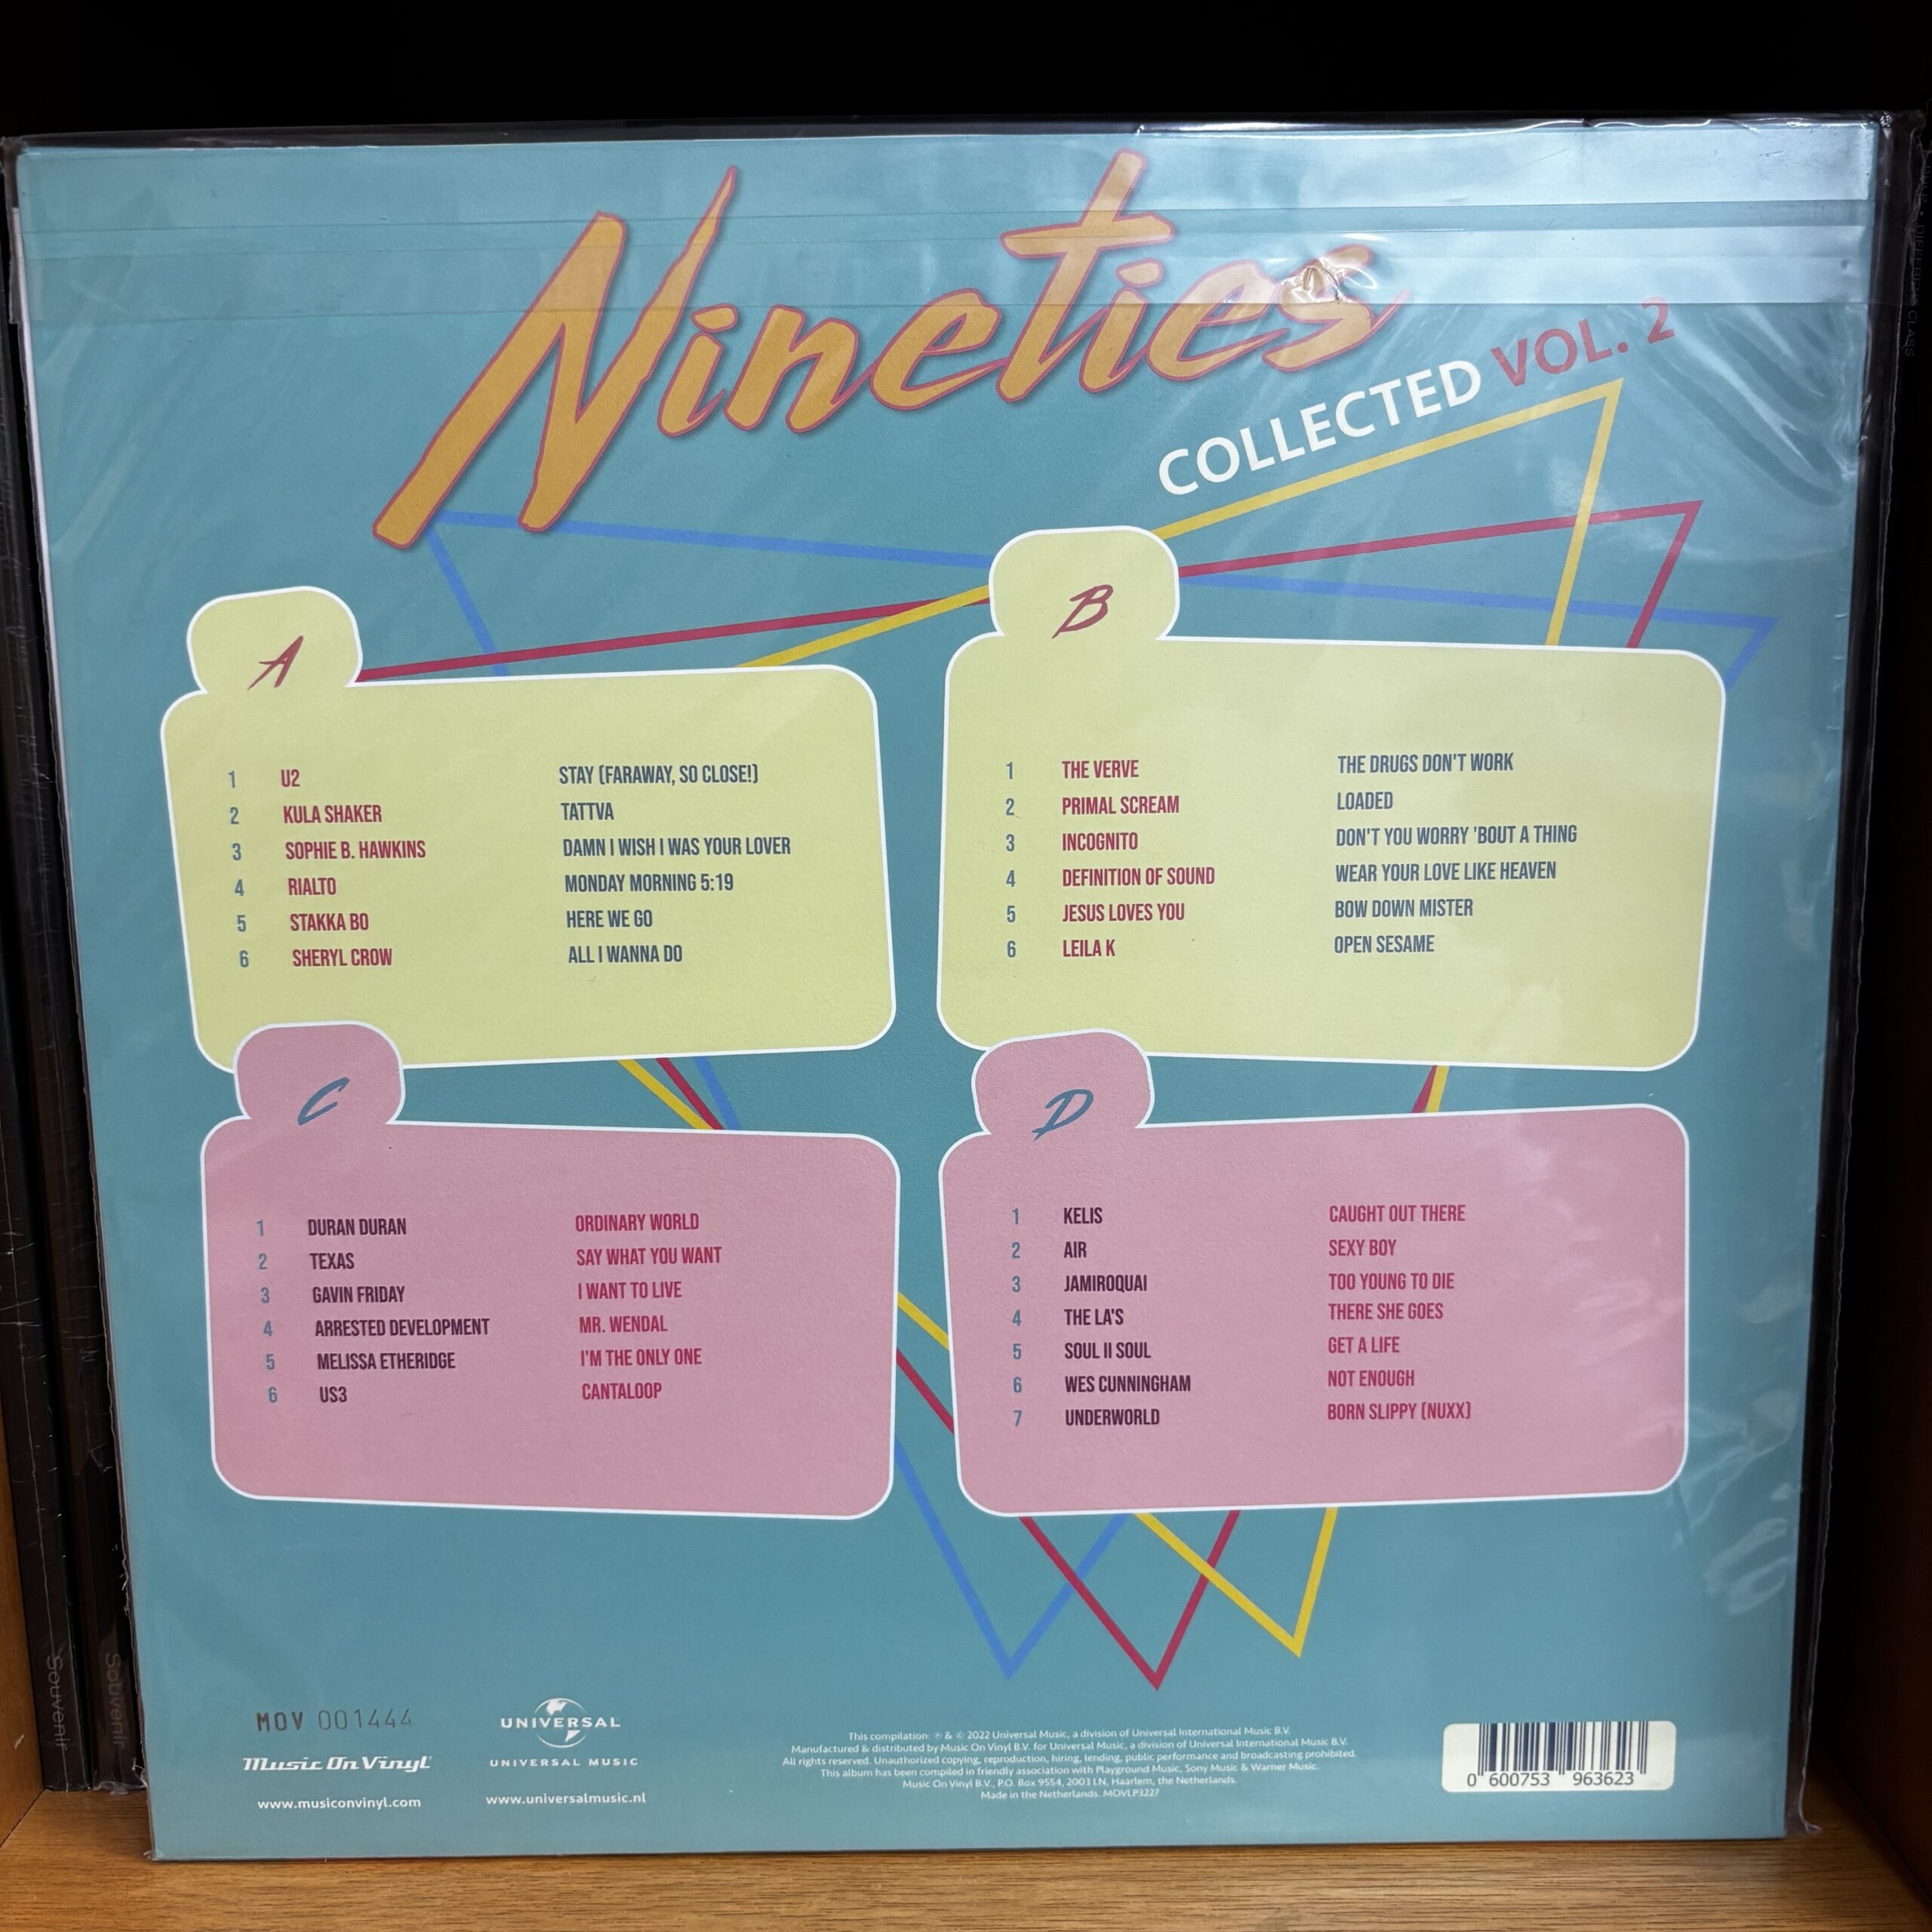 Nineties
COLLECTED VOL. 2
A
1 U2 STAY (FARAWAY, SO CLOSE!)
2 KULA SHAKER TATTVA
3 SOPHIE B. HAWKINS DAMN I WISH I WAS YOUR LOVER
4 RIALTO MONDAY MORNING 5:19
5 STAKKA BO HERE WE GO
6 SHERYL CROW ALL I WANNA DO
B
1 THE VERVE THE DRUGS DON'T WORK
2 PRIMAL SCREAM LOADED
3 INCOGNITO DON'T YOU WORRY 'BOUT A THING
4 DEFINITION OF SOUND WEAR YOUR LOVE LIKE HEAVEN
5 JESUS LOVES YOU BOW DOWN MISTER
6 LEILA K OPEN SESAME
C
1 DURAN DURAN ORDINARY WORLD
2 TEXAS SAY WHAT YOU WANT
3 GAVIN FRIDAY I WANT TO LIVE
4 ARRESTED DEVELOPMENT MR. WENDAL
5 MELISSA ETHERIDGE I'M THE ONLY ONE
6 US3 CANTALOOP
D
1 KELIS CAUGHT OUT THERE
2 AIR SEXY BOY
3 JAMIROQUAI TOO YOUNG TO DIE
4 THE LA'S THERE SHE GOES
5 SOUL II SOUL GET A LIFE
6 WES CUNNINGHAM NOT ENOUGH
7 UNDERWORLD BORN SLIPPY (NUXX)
MOV 001444
Music On Vinyl
www.musiconvinyl.com
UNIVERSAL
UNIVERSAL MUSIC
www.universalmusic.nl
This compilation: ℗ & © 2022 Universal Music, a division of Universal International Music B.V.
Manufactured & distributed by Music On Vinyl B.V. for Universal Music, a division of Universal International Music B.V.
All rights reserved. Unauthorized copying, reproduction, hiring, lending, public performance and broadcasting prohibited.
This album has been compiled in friendly association with Playground Music, Sony Music & Warner Music.
Music On Vinyl B.V., P.O. Box 9554, 2003 LN, Haarlem, the Netherlands.
Made in the Netherlands. MOVLP3227
0 600753 963623
Souvenir
Souvenir